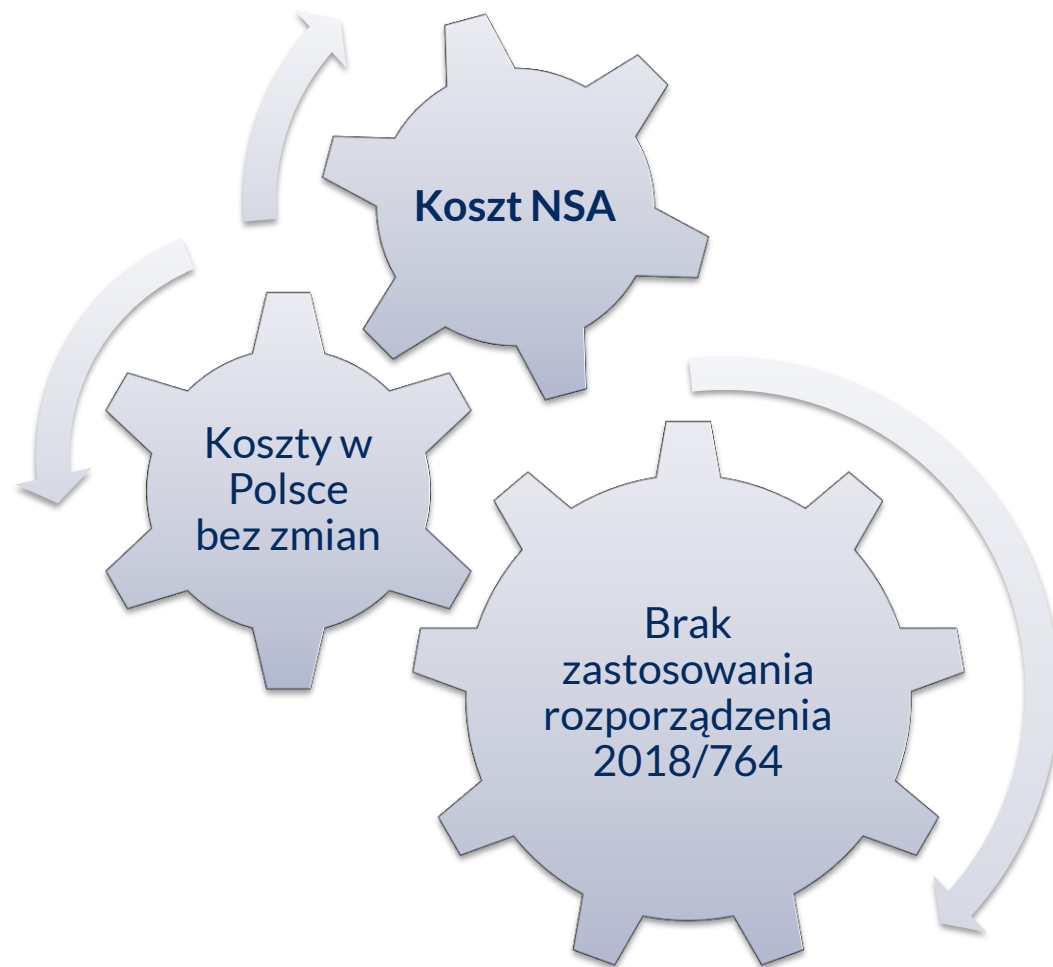 Koszt NSA
Koszty w
Polsce
bez zmian
Brak
zastosowania
rozporządzenia
2018/764